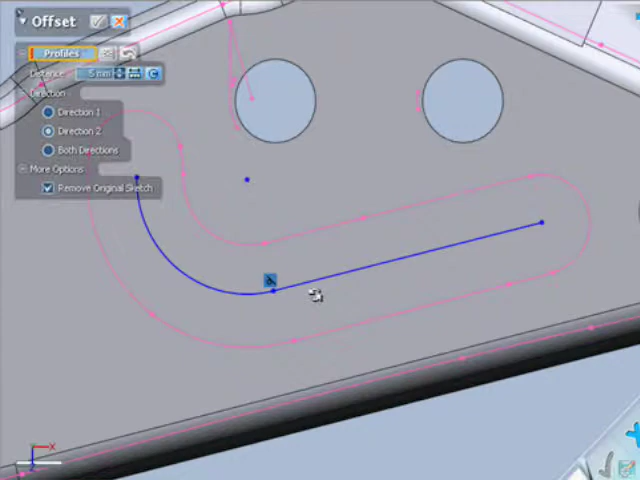 Offset
Profiles
Distance 5 mm
Direction
Direction 1
Direction 2
Both Directions
More Options
Remove Original Sketch
X